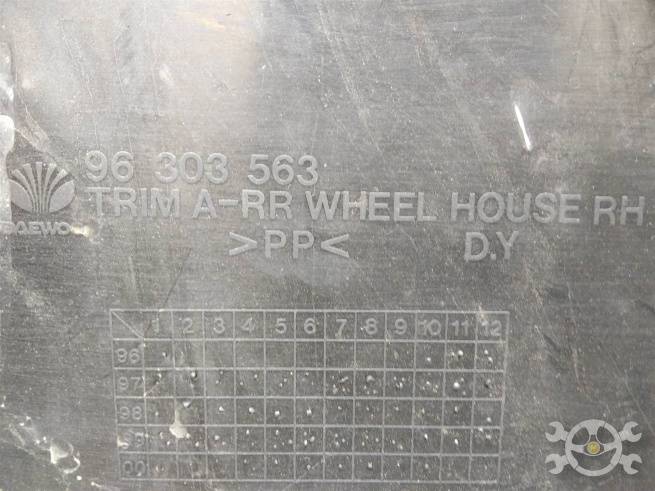 96 303 563
DAEWOO
TRIM A-RR WHEEL HOUSE RH
>PP< D.Y
1 2 3 4 5 6 7 8 9 10 11 12
96
97
98
99
00